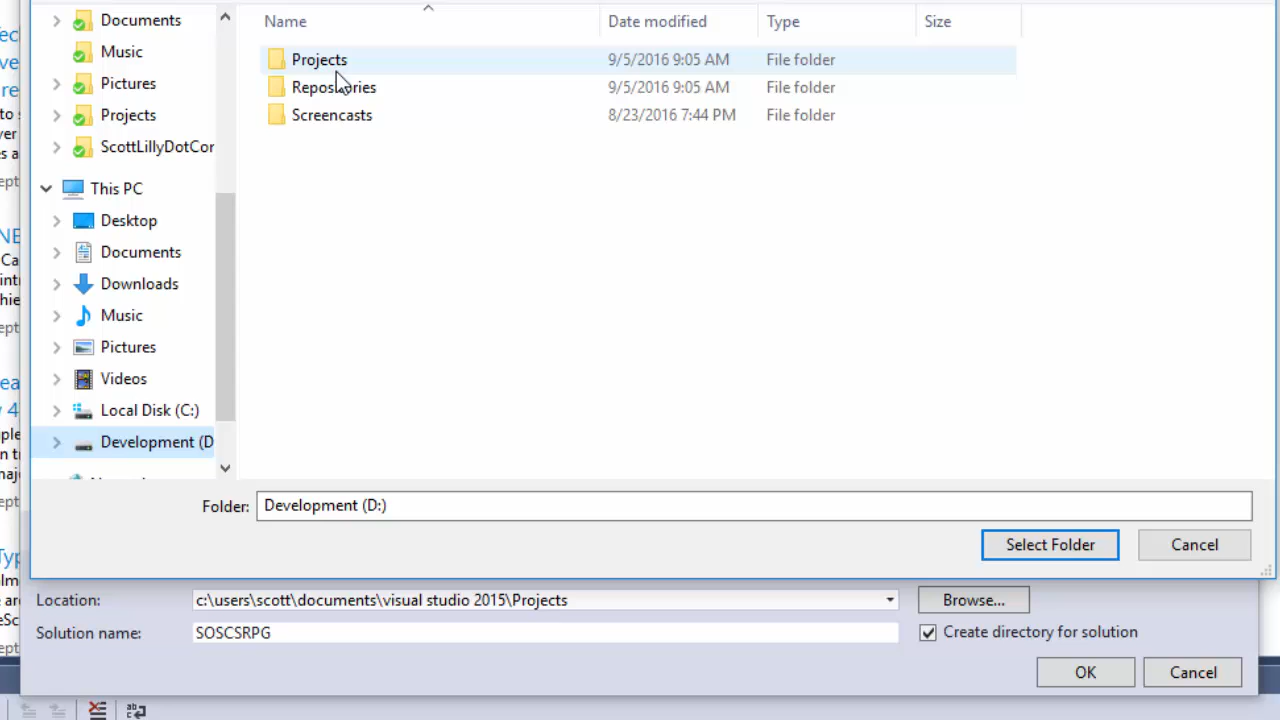 Name Date modified Type Size
Documents
Music
Pictures
Projects
ScottLillyDotCor
This PC
Desktop
Documents
Downloads
Music
Pictures
Videos
Local Disk (C:)
Development (D
Projects 9/5/2016 9:05 AM File folder
Repositories 9/5/2016 9:05 AM File folder
Screencasts 8/23/2016 7:44 PM File folder
Folder: Development (D:)
Select Folder Cancel
Location: c:\users\scott\documents\visual studio 2015\Projects Browse...
Solution name: SOSCSRPG Create directory for solution
OK Cancel